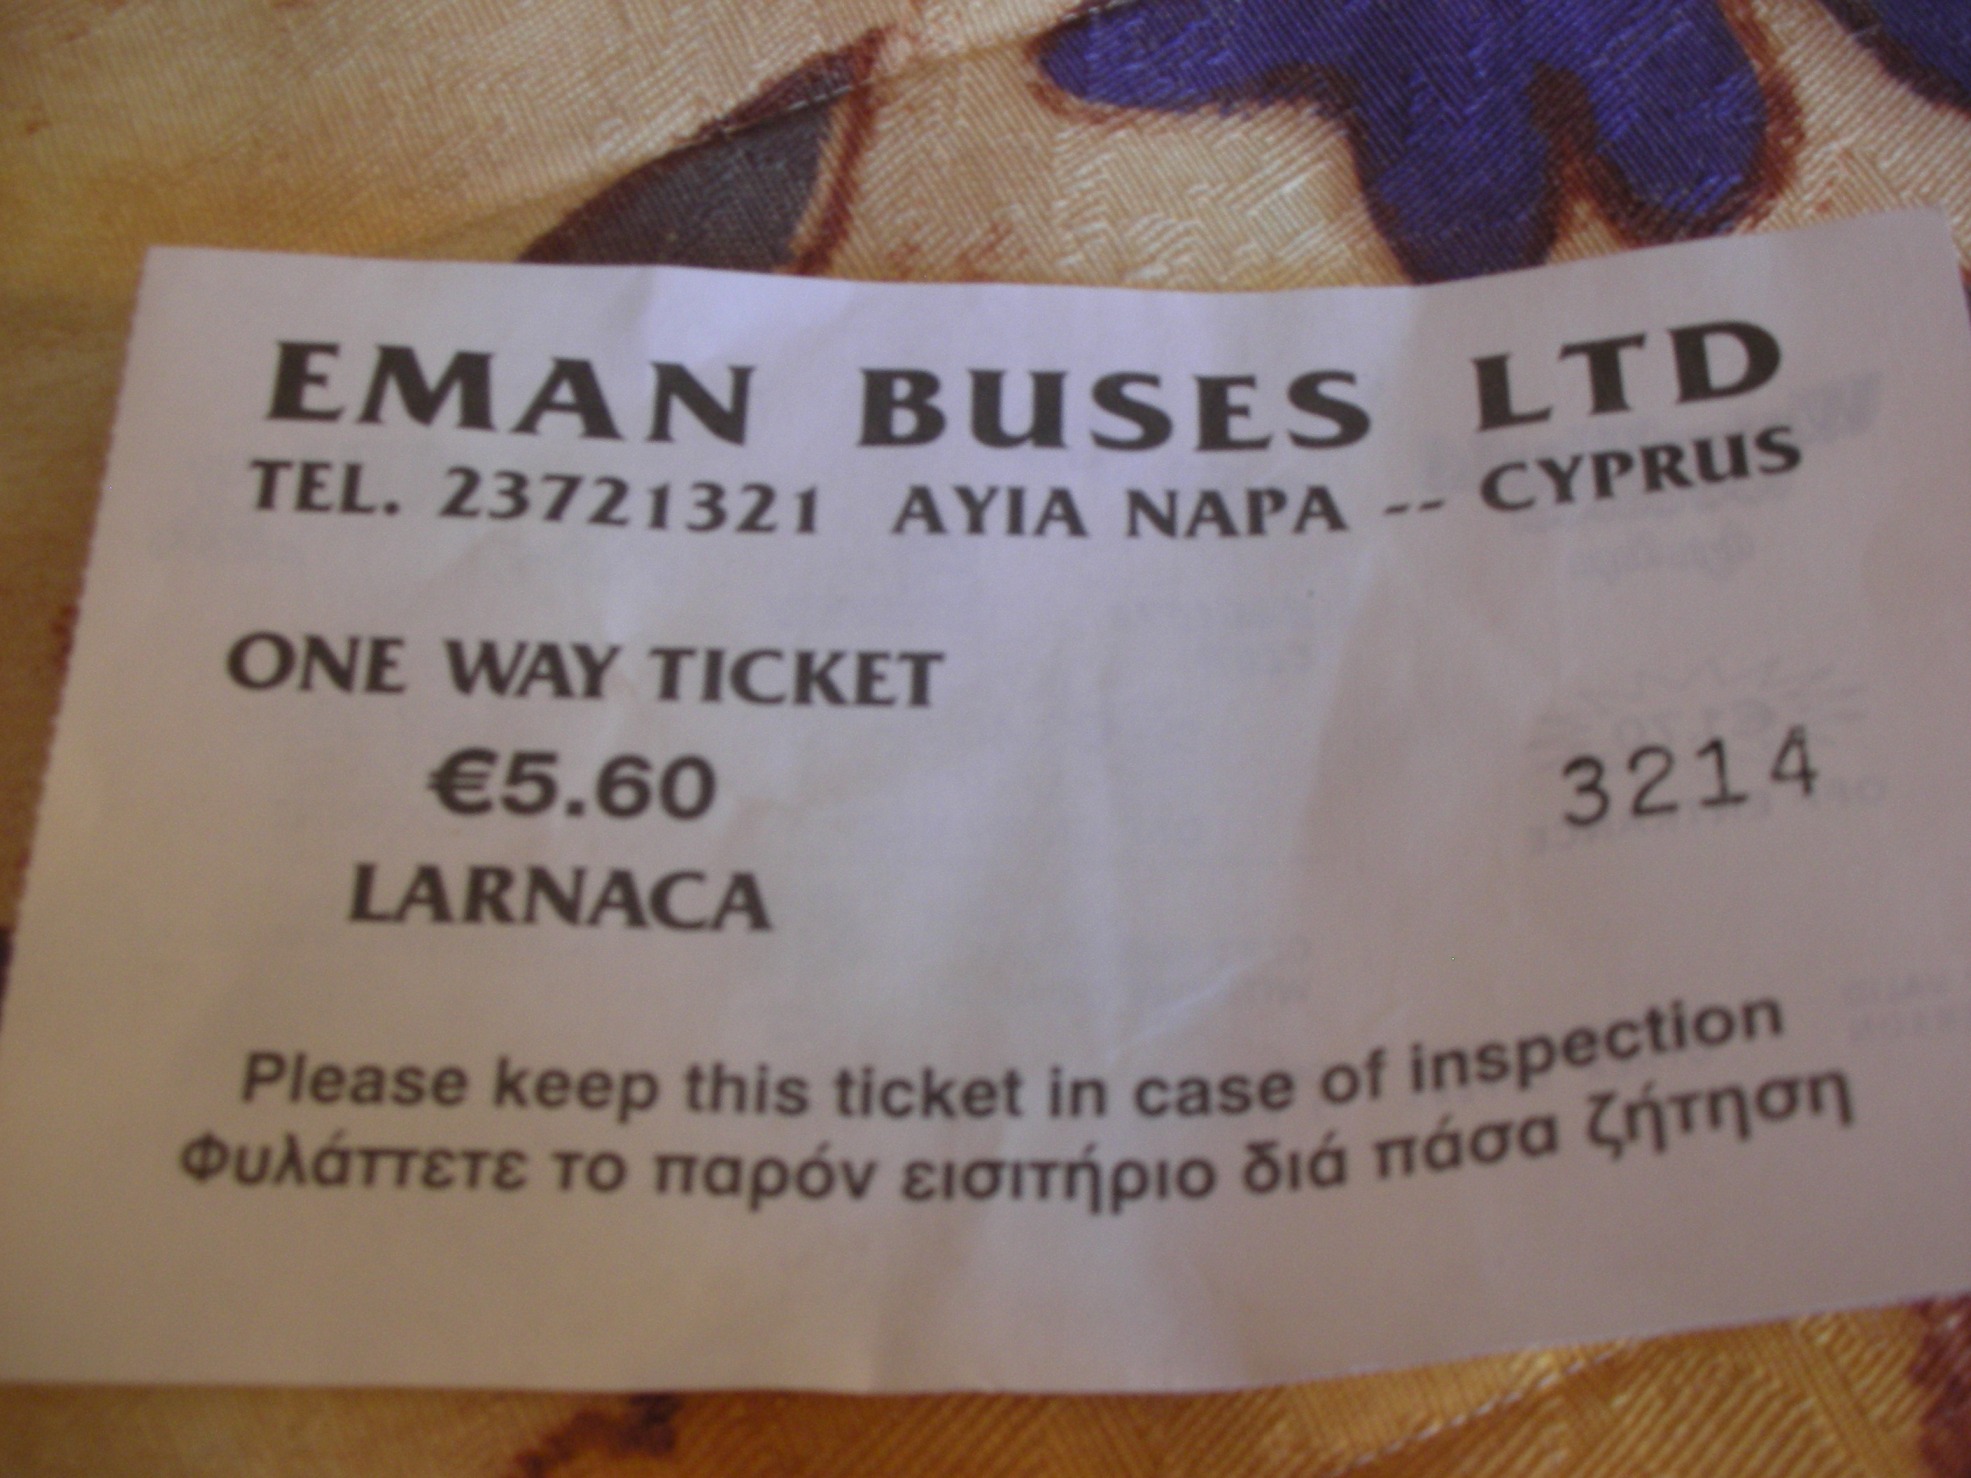 EMAN BUSES LTD
TEL. 23721321 AYIA NAPA -- CYPRUS
ONE WAY TICKET
€5.60
3214
LARNACA
Please keep this ticket in case of inspection
Φυλάττετε το παρόν εισιτήριο διά πάσα ζήτηση